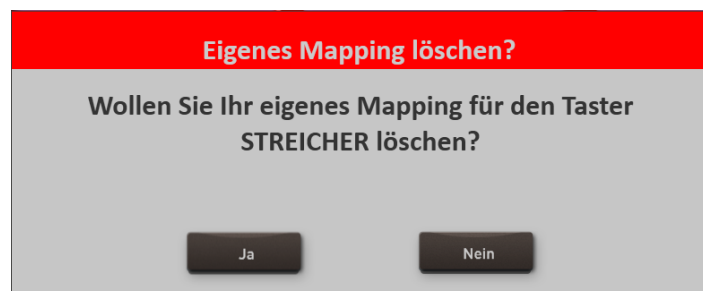 Eigenes Mapping löschen?
Wollen Sie Ihr eigenes Mapping für den Taster
STREICHER löschen?
Ja
Nein